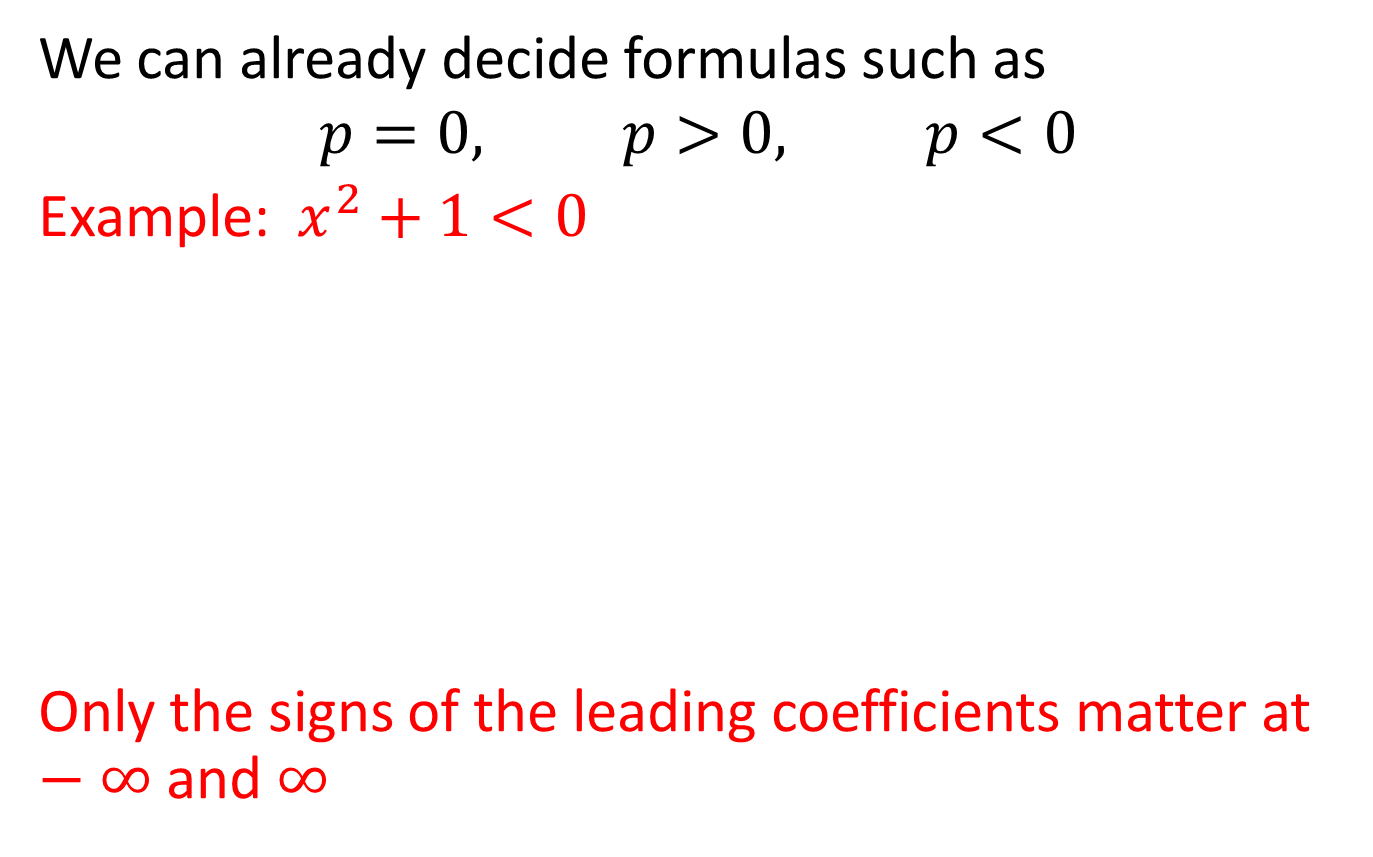 We can already decide formulas such as
p = 0, p > 0, p < 0
Example: x² + 1 < 0
Only the signs of the leading coefficients matter at
− ∞ and ∞